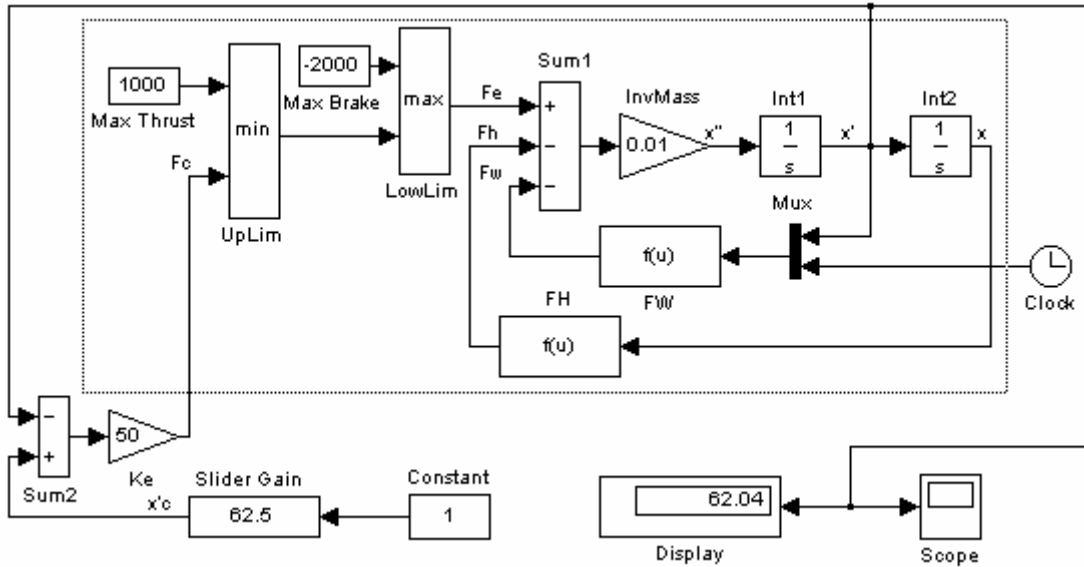 1000
Max Thrust
min
UpLim
-2000
Max Brake
max
LowLim
Fc
Fe
Fh
Fw
Sum1
+
−
−
InvMass
0.01
x"
Int1
1
s
x'
Int2
1
s
x
Mux
f(u)
FW
FH
f(u)
Clock
−
+
Sum2
50
Ke
x'c
Slider Gain
62.5
Constant
1
62.04
Display
Scope